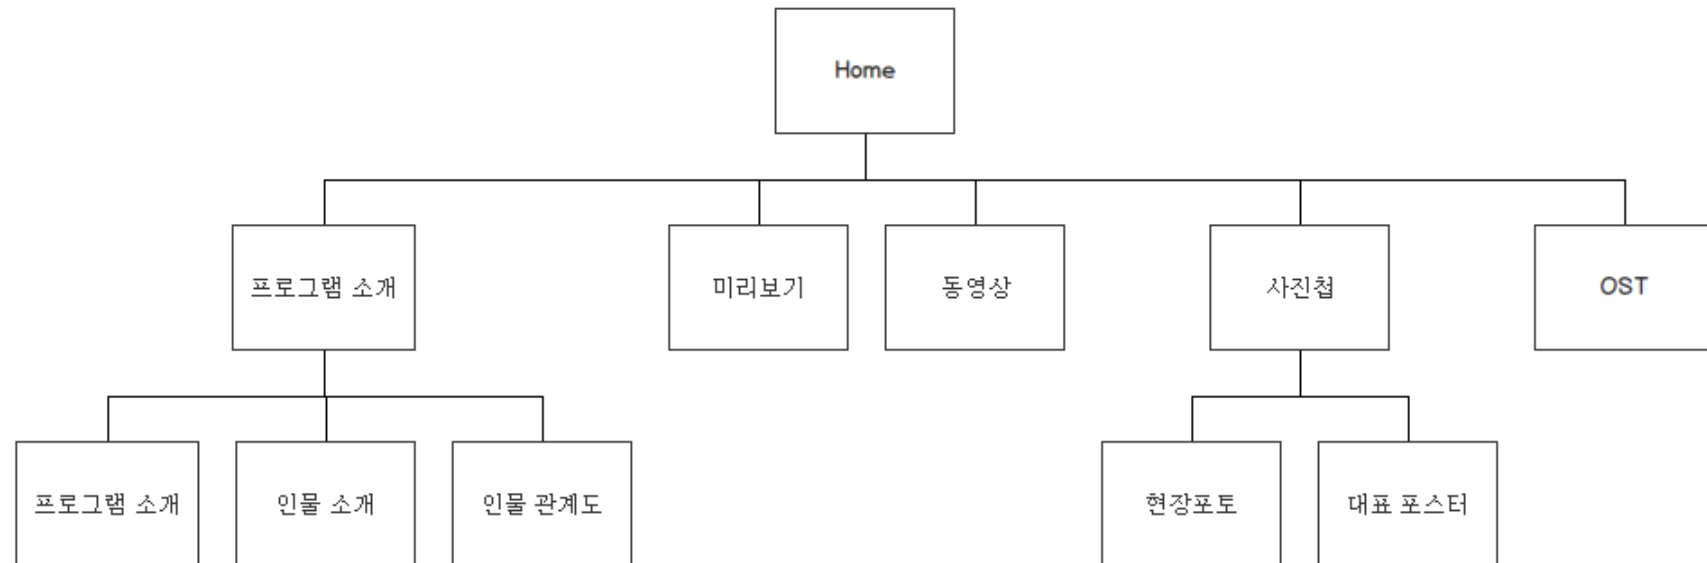 Home
프로그램 소개
미리보기
동영상
사진첩
OST
프로그램 소개
인물 소개
인물 관계도
현장포토
대표 포스터